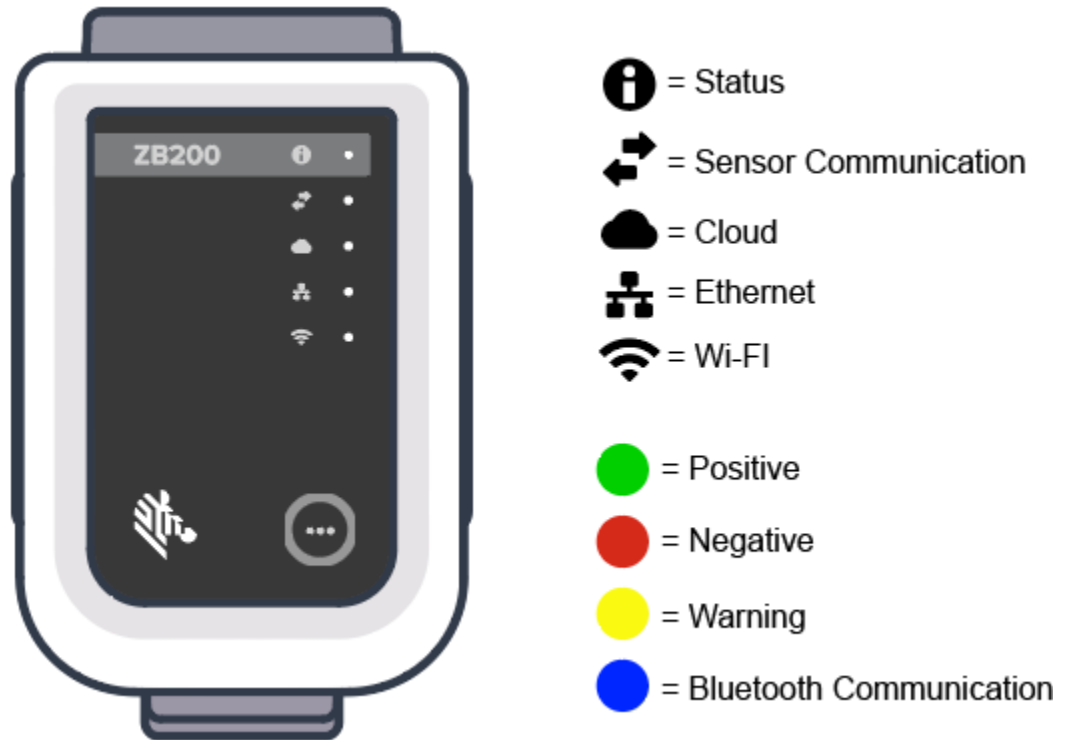 ZB200
= Status
= Sensor Communication
= Cloud
= Ethernet
= Wi-FI
= Positive
= Negative
= Warning
= Bluetooth Communication